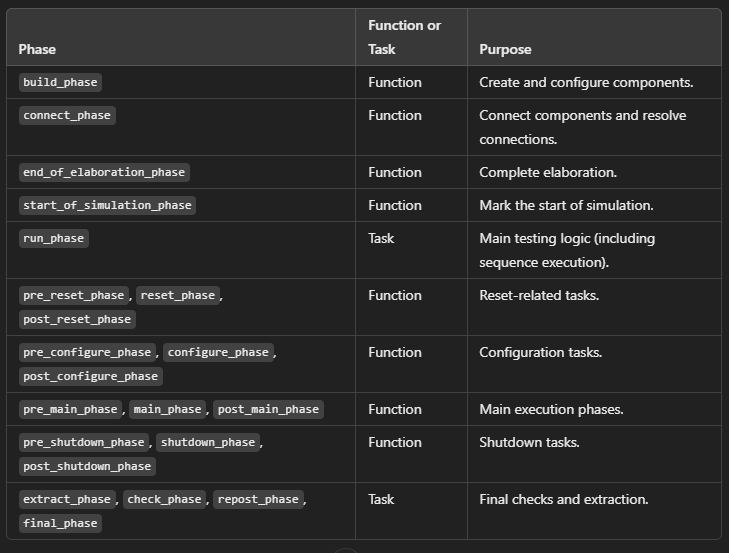 Phase Function or Task Purpose
build_phase Function Create and configure components.
connect_phase Function Connect components and resolve
connections.
end_of_elaboration_phase Function Complete elaboration.
start_of_simulation_phase Function Mark the start of simulation.
run_phase Task Main testing logic (including
sequence execution).
pre_reset_phase, reset_phase, Function Reset-related tasks.
post_reset_phase
pre_configure_phase, configure_phase, Function Configuration tasks.
post_configure_phase
pre_main_phase, main_phase, post_main_phase Function Main execution phases.
pre_shutdown_phase, shutdown_phase, Function Shutdown tasks.
post_shutdown_phase
extract_phase, check_phase, repost_phase, Task Final checks and extraction.
final_phase